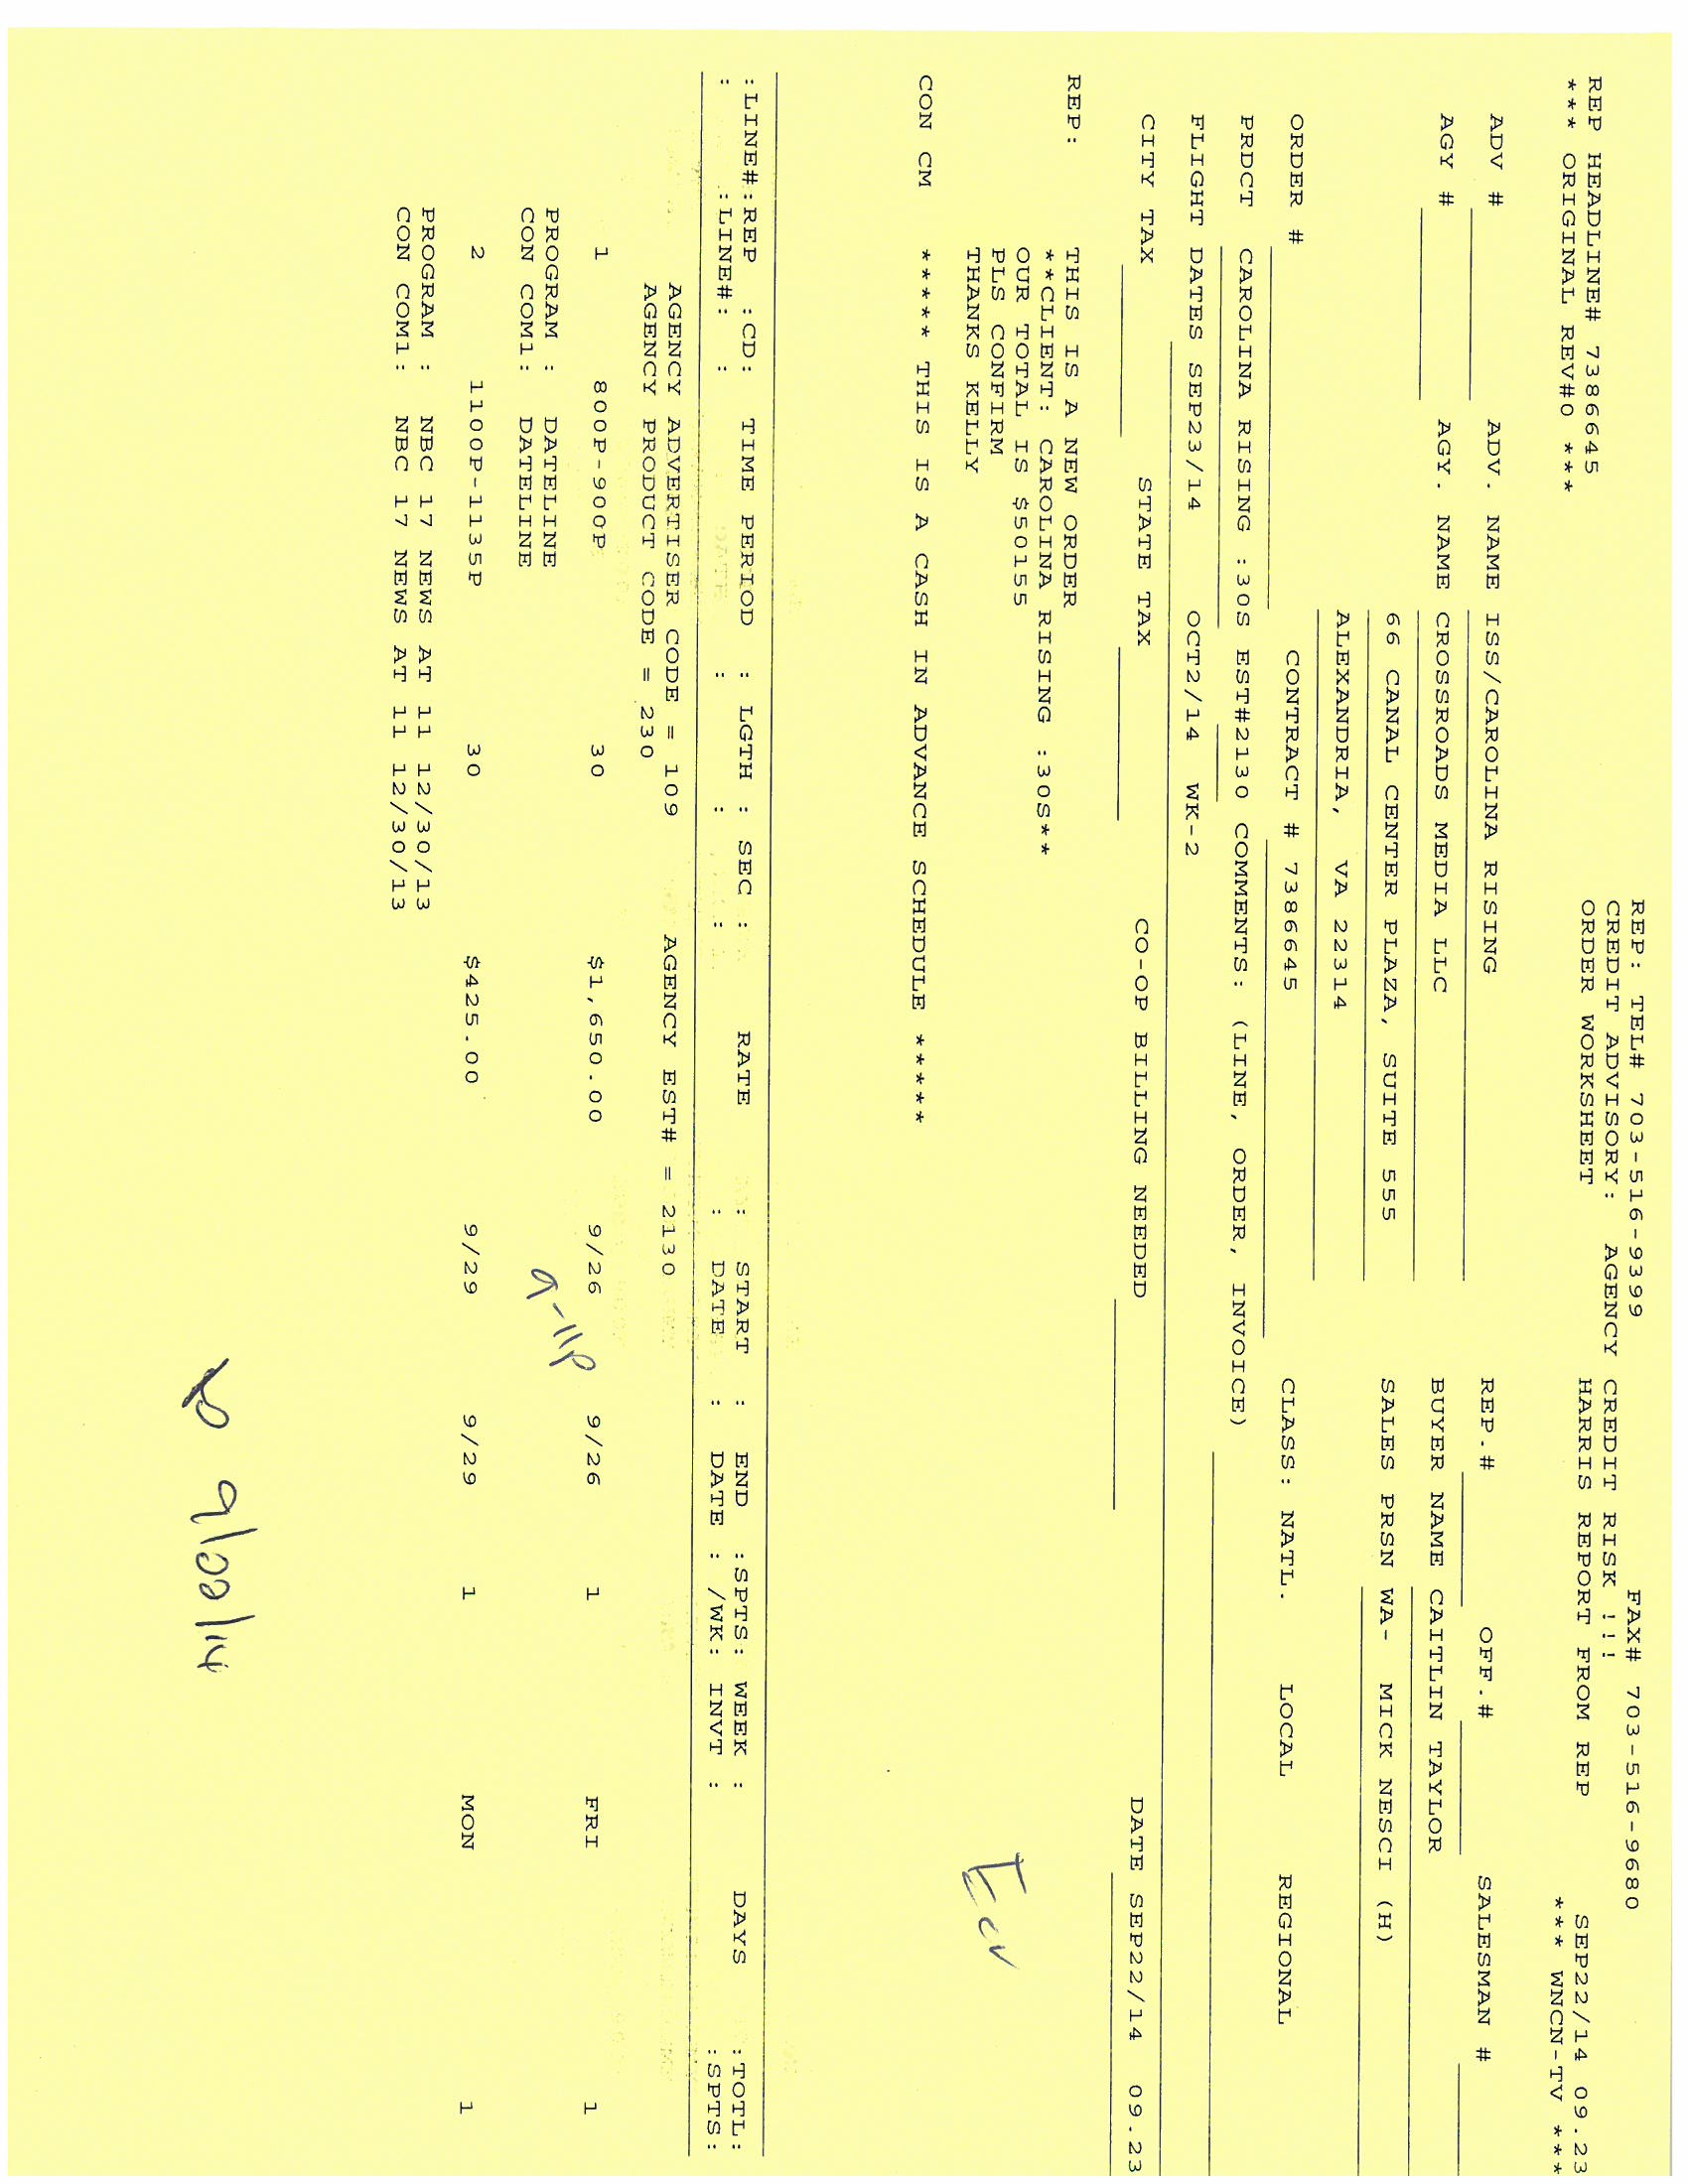 REP: TEL# 703-516-9399 FAX# 703-516-9680
CREDIT ADVISORY: AGENCY CREDIT RISK !!!
REP HEADLINE# 7386645 ORDER WORKSHEET HARRIS REPORT FROM REP SEP22/14 09.23
*** ORIGINAL REV#0 *** *** WNCN-TV ***
ADV # ADV. NAME ISS/CAROLINA RISING REP.# OFF.# SALESMAN #
AGY # AGY. NAME CROSSROADS MEDIA LLC BUYER NAME CAITLIN TAYLOR
66 CANAL CENTER PLAZA, SUITE 555 SALES PRSN WA- MICK NESCI (H)
ALEXANDRIA, VA 22314
ORDER # CONTRACT # 7386645 CLASS: NATL. LOCAL REGIONAL
PRDCT CAROLINA RISING :30S EST#2130 COMMENTS: (LINE, ORDER, INVOICE)
FLIGHT DATES SEP23/14 OCT2/14 WK-2
CITY TAX STATE TAX CO-OP BILLING NEEDED DATE SEP22/14 09.23
REP: THIS IS A NEW ORDER
**CLIENT: CAROLINA RISING :30S**
OUR TOTAL IS $50155
PLS CONFIRM
THANKS KELLY
CON CM ***** THIS IS A CASH IN ADVANCE SCHEDULE *****
:LINE#:REP :CD: TIME PERIOD : LGTH : SEC : RATE : START : END :SPTS: WEEK : DAYS :TOTL:
: :LINE#: : : : : : DATE : DATE : /WK: INVT : :SPTS:
AGENCY ADVERTISER CODE = 109 AGENCY EST# = 2130
AGENCY PRODUCT CODE = 230
1 800P-900P 30 $1,650.00 9/26 9/26 1 FRI 1
9-11p
PROGRAM : DATELINE
CON COM1: DATELINE
2 1100P-1135P 30 $425.00 9/29 9/29 1 MON 1
PROGRAM : NBC 17 NEWS AT 11 12/30/13
CON COM1: NBC 17 NEWS AT 11 12/30/13